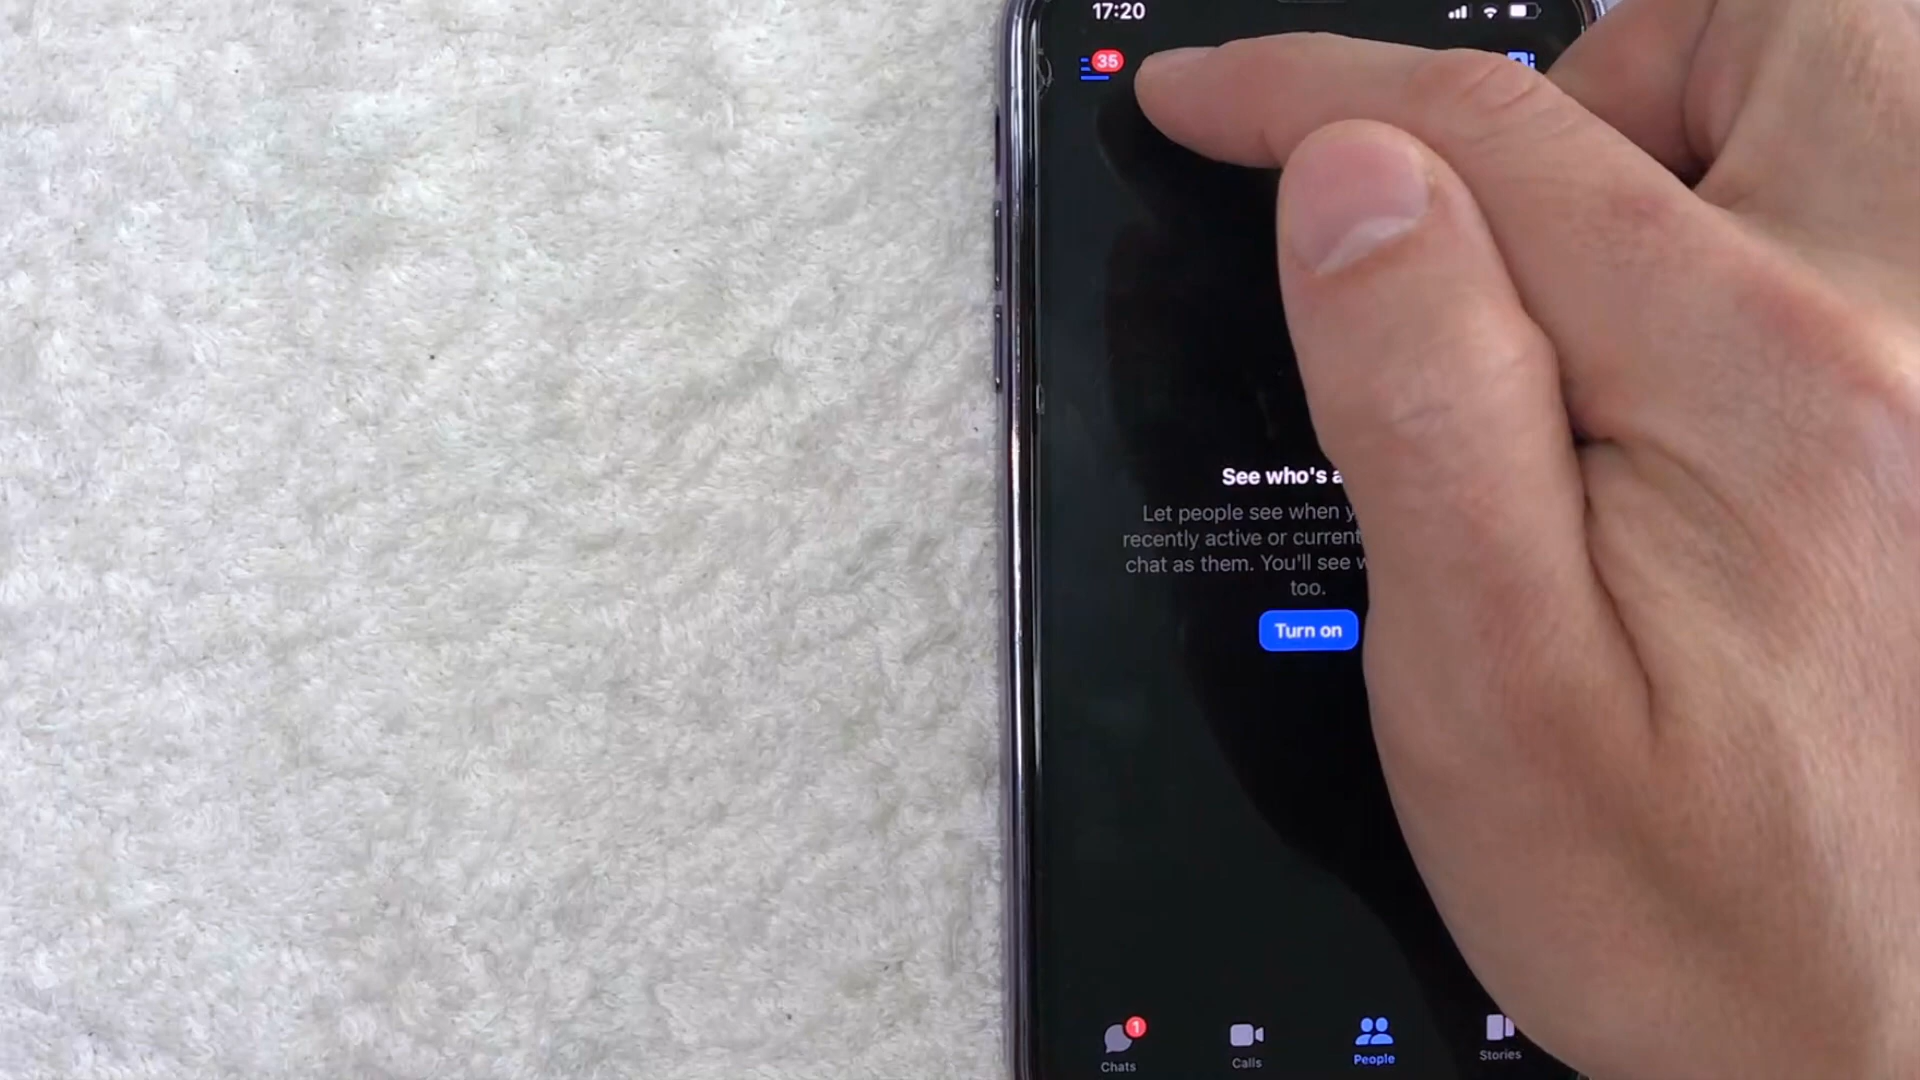 17:20
35
See who's a
Let people see when y
recently active or current
chat as them. You'll see w
too.
Turn on
1
Chats
Calls
People
Stories